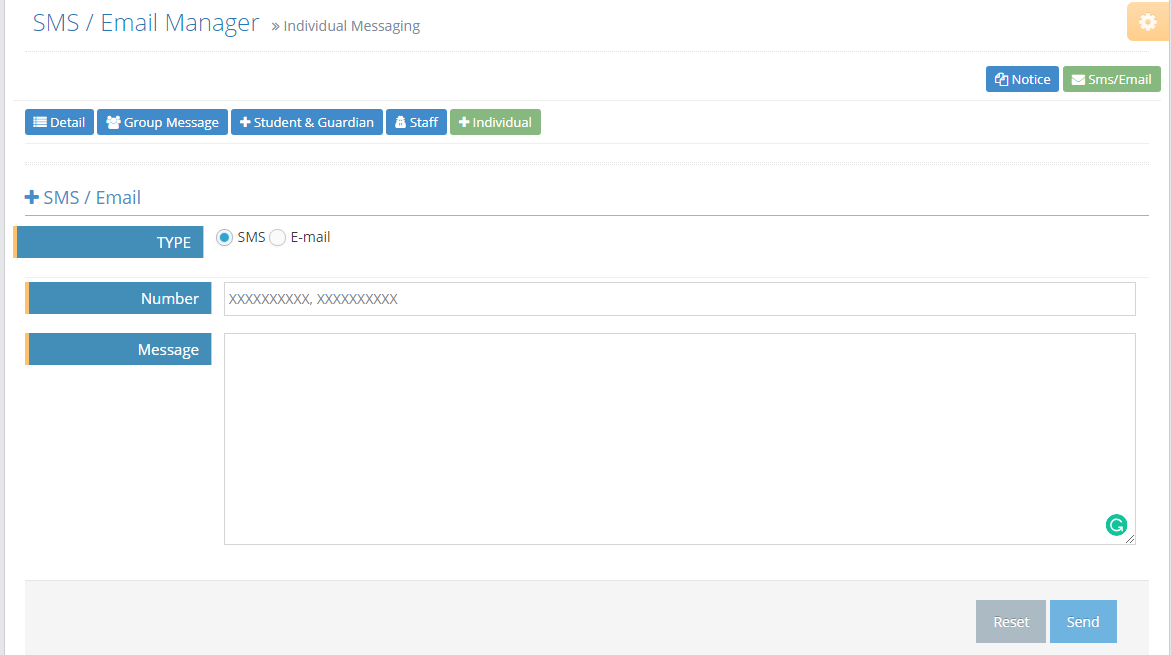 SMS / Email Manager » Individual Messaging
Notice Sms/Email
Detail Group Message Student & Guardian Staff Individual
SMS / Email
TYPE SMS E-mail
Number XXXXXXXXXX, XXXXXXXXXX
Message
Reset Send